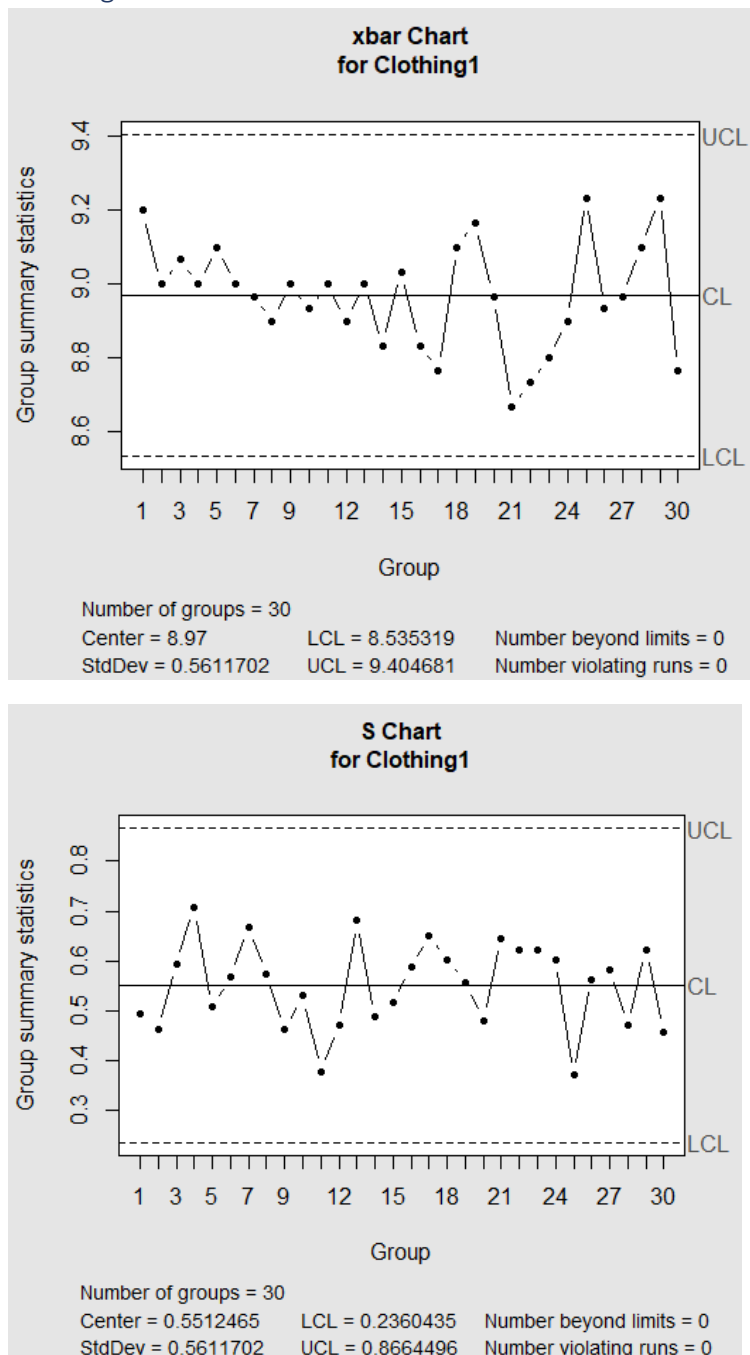 xbar Chart
for Clothing1
Group summary statistics
9.4
9.2
9.0
8.8
8.6
UCL
CL
LCL
1 3 5 7 9 12 15 18 21 24 27 30
Group
Number of groups = 30
Center = 8.97 LCL = 8.535319 Number beyond limits = 0
StdDev = 0.5611702 UCL = 9.404681 Number violating runs = 0
S Chart
for Clothing1
Group summary statistics
0.8
0.7
0.6
0.5
0.4
0.3
UCL
CL
LCL
1 3 5 7 9 12 15 18 21 24 27 30
Group
Number of groups = 30
Center = 0.5512465 LCL = 0.2360435 Number beyond limits = 0
StdDev = 0.5611702 UCL = 0.8664496 Number violating runs = 0